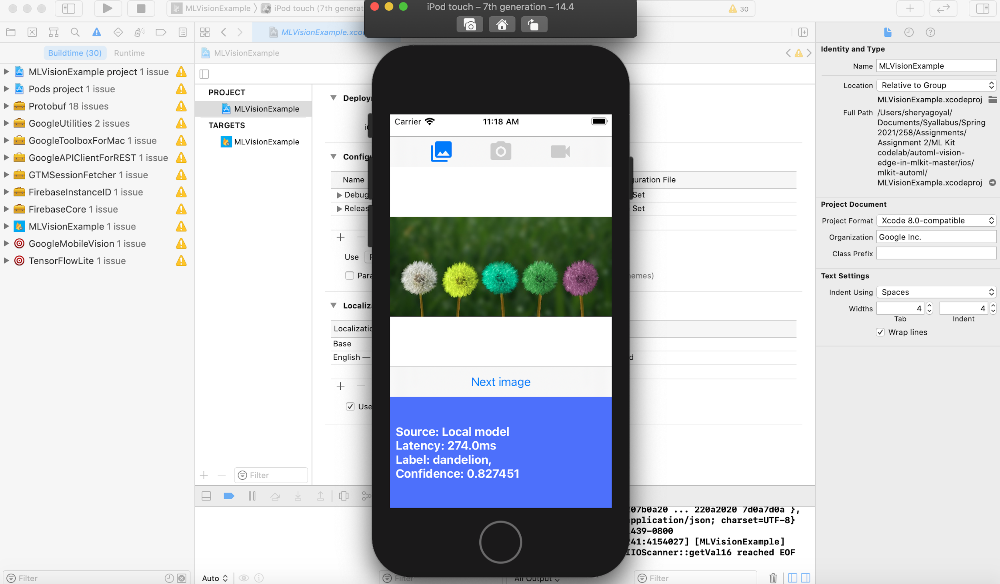 MLVisionExample
iPod touch (7th generat
iPod touch – 7th generation – 14.4
30
MLVisionExample.xco
Buildtime (30)
Runtime
MLVisionExample
MLVisionExample project 1 issue
Pods project 1 issue
Protobuf 18 issues
GoogleUtilities 2 issues
GoogleToolboxForMac 1 issue
GoogleAPIClientForREST 1 issue
GTMSessionFetcher 1 issue
FirebaseInstanceID 1 issue
FirebaseCore 1 issue
MLVisionExample 1 issue
GoogleMobileVision 1 issue
TensorFlowLite 1 issue
Filter
PROJECT
MLVisionExample
TARGETS
MLVisionExample
Filter
Deploy
Config
Name
uration File
Debug
Set
Releas
Set
Use
Para
emes)
Localiz
Localizatio
Base
English —
d
Use
Carrier
11:18 AM
Next image
Source: Local model
Latency: 274.0ms
Label: dandelion,
Confidence: 0.827451
207b0a20 ... 220a2020 7d0a7d0a },
application/json; charset=UTF-8}
439-0800
241:4154027] [MLVisionExample]
IIOScanner::getVal16 reached EOF
Auto
Filter
All Output
Filter
Identity and Type
Name MLVisionExample
Location Relative to Group
MLVisionExample.xcodeproj
Full Path /Users/sheryagoyal/
Documents/Syallabus/Spring
2021/258/Assignments/
Assignment 2/ML Kit
codelab/automl-vision-
edge-in-mlkit-master/ios/
mlkit-automl/
MLVisionExample.xcodeproj
Project Document
Project Format Xcode 8.0-compatible
Organization Google Inc.
Class Prefix
Text Settings
Indent Using Spaces
Widths 4 4
Tab Indent
Wrap lines